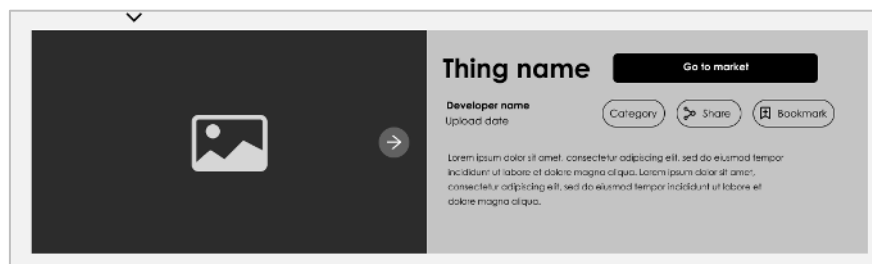 Thing name
Go to market
Developer name
Upload date
Category
Share
Bookmark
Lorem ipsum dolor sit amet, consectetur adipiscing elit, sed do eiusmod tempor
incididunt ut labore et dolore magna aliqua. Lorem ipsum dolor sit amet,
consectetur adipiscing elit, sed do eiusmod tempor incididunt ut labore et
dolore magna aliqua.